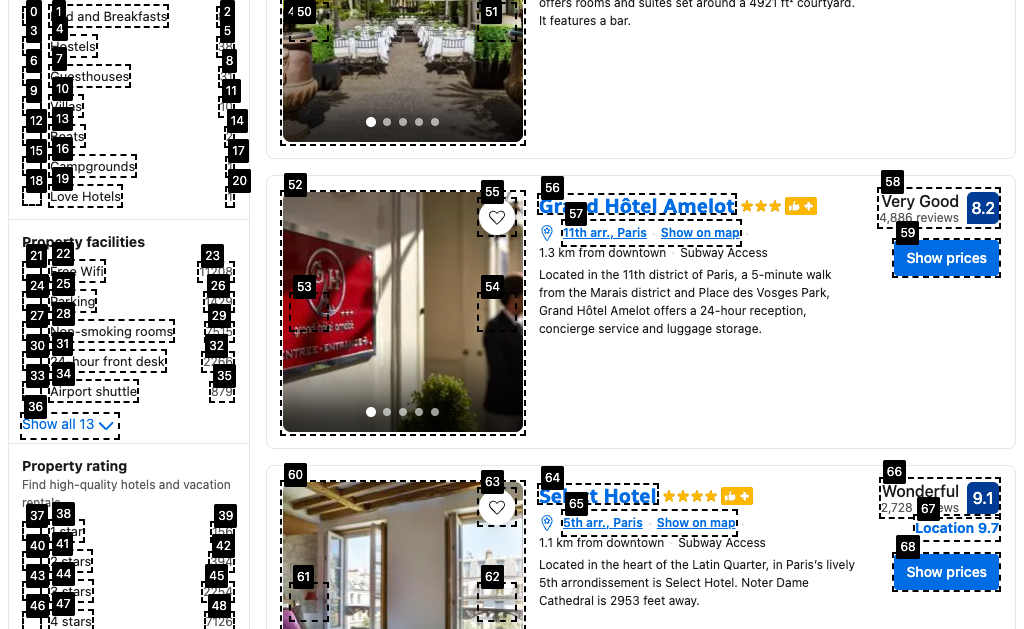 0 1 Bed and Breakfasts 2
3 4 5
Hostels
6 7 8
Guesthouses
9 10 11
Villas
12 13 14
Boats
15 16 17
Campgrounds
18 19 20
Love Hotels
Property facilities
21 22 23
Free Wifi 11208
24 25 26
Parking 1429
27 28 29
Non-smoking rooms 7515
30 31 32
24-hour front desk 2266
33 34 35
Airport shuttle 879
36
Show all 13
Property rating
Find high-quality hotels and vacation
rentals
37 38 39
1 star 156
40 41 42
2 stars
43 44 45
3 stars 2254
46 47 48
4 stars 7126
50 51
offers rooms and suites set around a 4921 ft² courtyard.
It features a bar.
52 53 54 55
GH
grand hôtel amelot
ENTRÉE - ENTRANCE
56
Grand Hôtel Amelot
57
11th arr., Paris Show on map
1.3 km from downtown Subway Access
Located in the 11th district of Paris, a 5-minute walk
from the Marais district and Place des Vosges Park,
Grand Hôtel Amelot offers a 24-hour reception,
concierge service and luggage storage.
58
Very Good 8.2
4,886 reviews
59
Show prices
60 61 62 63
64
Select Hotel
65
5th arr., Paris Show on map
1.1 km from downtown Subway Access
Located in the heart of the Latin Quarter, in Paris's lively
5th arrondissement is Select Hotel. Noter Dame
Cathedral is 2953 feet away.
66
Wonderful 9.1
2,728 reviews
67
Location 9.7
68
Show prices